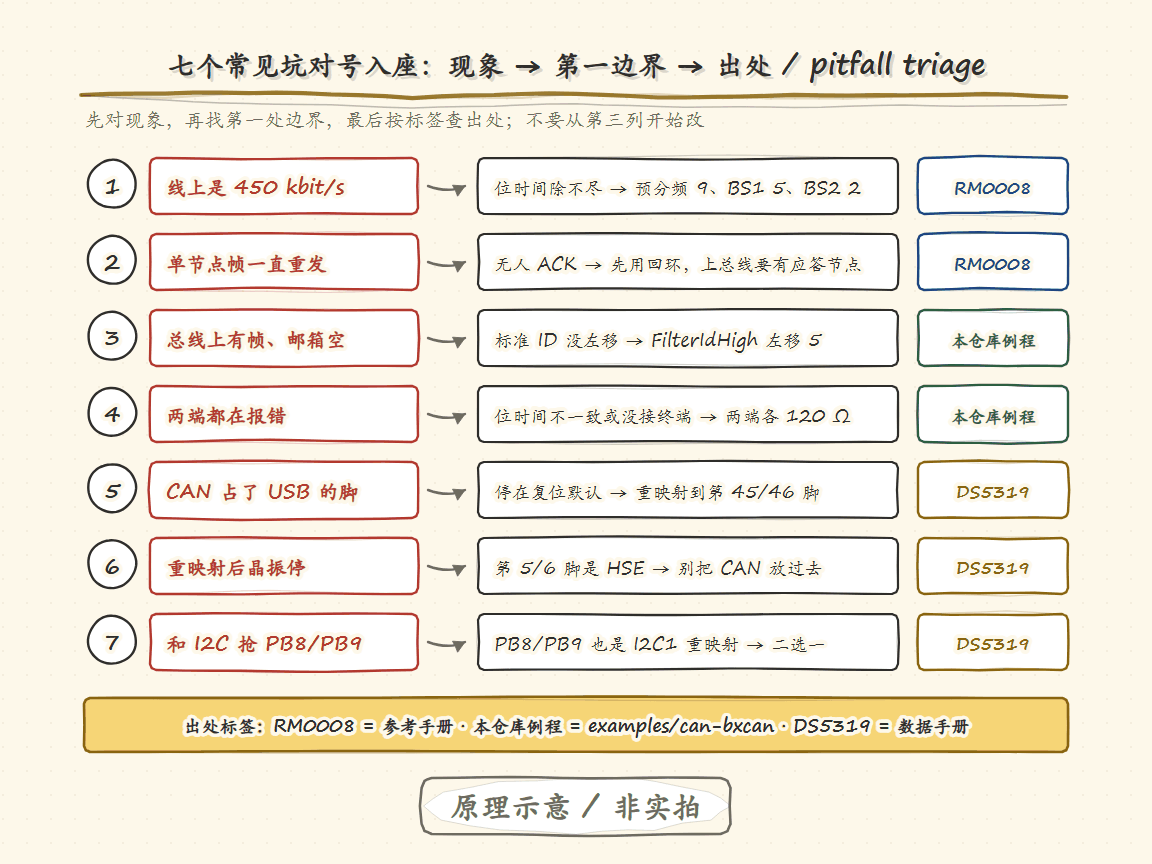 七个常见坑对号入座：现象 → 第一边界 → 出处 / pitfall triage
先对现象，再找第一处边界，最后按标签查出处；不要从第三列开始改
1 线上是 450 kbit/s 位时间除不尽 → 预分频 9、BS1 5、BS2 2 RM0008
2 单节点帧一直重发 无人 ACK → 先用回环，上总线要有应答节点 RM0008
3 总线上有帧、邮箱空 标准 ID 没左移 → FilterIdHigh 左移 5 本仓库例程
4 两端都在报错 位时间不一致或没接终端 → 两端各 120 Ω 本仓库例程
5 CAN 占了 USB 的脚 停在复位默认 → 重映射到第 45/46 脚 DS5319
6 重映射后晶振停 第 5/6 脚是 HSE → 别把 CAN 放过去 DS5319
7 和 I2C 抢 PB8/PB9 PB8/PB9 也是 I2C1 重映射 → 二选一 DS5319
出处标签：RM0008 = 参考手册 · 本仓库例程 = examples/can-bxcan · DS5319 = 数据手册
原理示意 / 非实拍